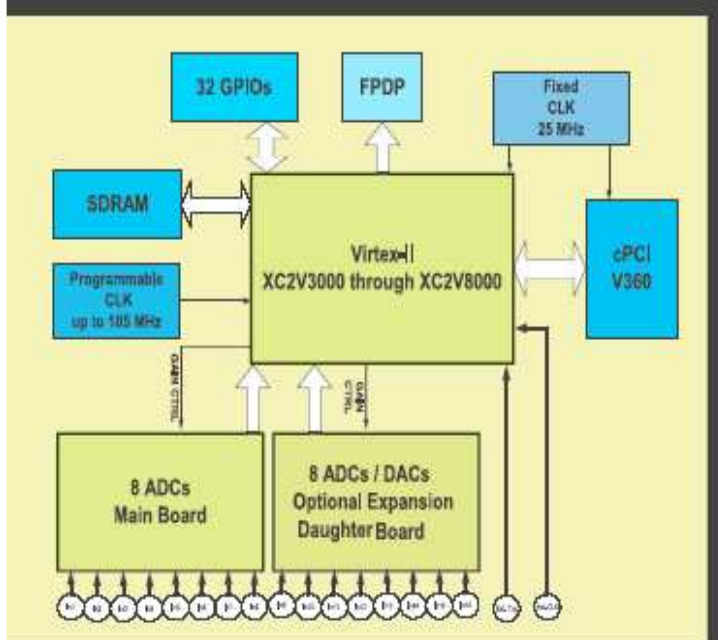 32 GPIOs
FPDP
Fixed
CLK
25 MHz
SDRAM
Virtex-II
XC2V3000 through XC2V8000
cPCI
V360
Programmable
CLK
up to 105 MHz
GAIN CTRL
GAIN
CTRL
8 ADCs
Main Board
8 ADCs / DACs
Optional Expansion
Daughter Board